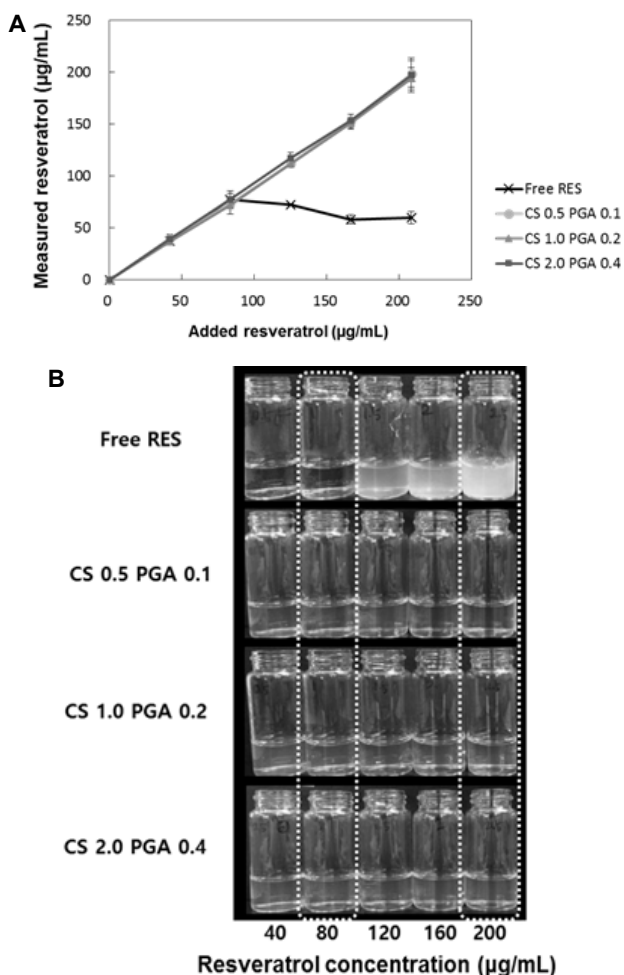 A
Measured resveratrol (µg/mL)
250
200
150
100
50
0
0 50 100 150 200 250
Added resveratrol (µg/mL)
Free RES
CS 0.5 PGA 0.1
CS 1.0 PGA 0.2
CS 2.0 PGA 0.4
B
Free RES
CS 0.5 PGA 0.1
CS 1.0 PGA 0.2
CS 2.0 PGA 0.4
40 80 120 160 200
Resveratrol concentration (µg/mL)